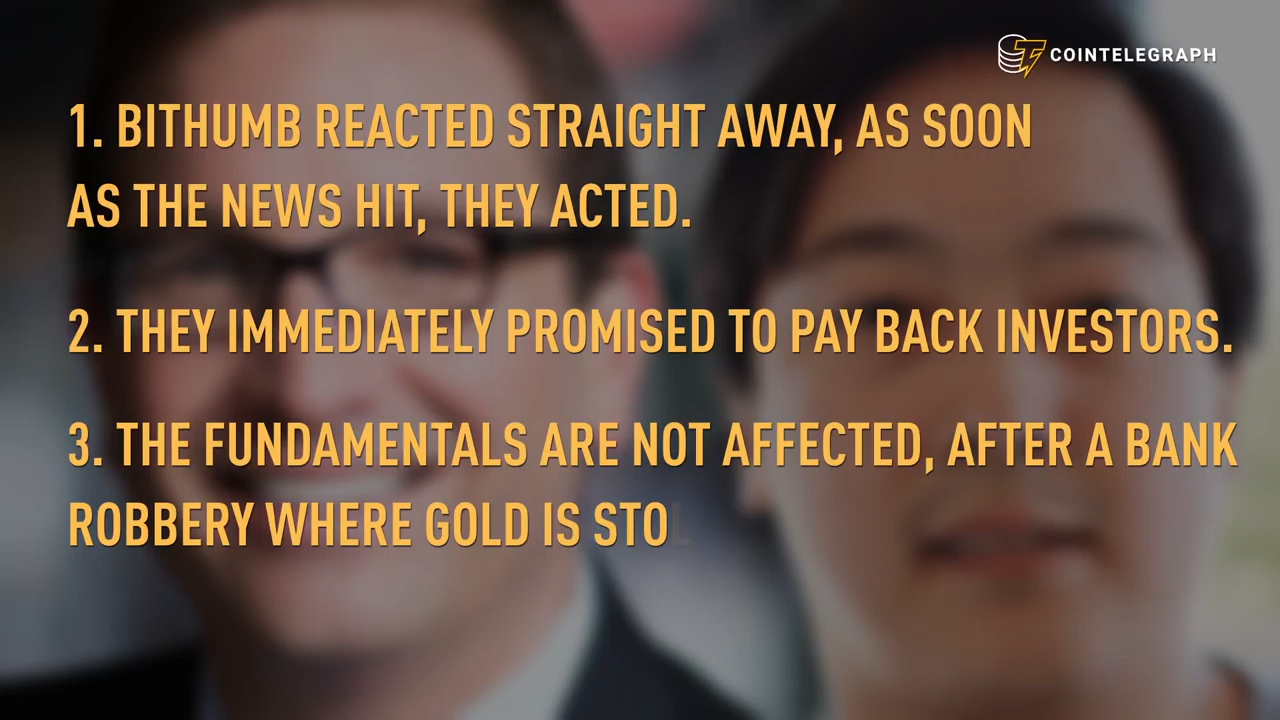 COINTELEGRAPH
1. BITHUMB REACTED STRAIGHT AWAY, AS SOON
AS THE NEWS HIT, THEY ACTED.
2. THEY IMMEDIATELY PROMISED TO PAY BACK INVESTORS.
3. THE FUNDAMENTALS ARE NOT AFFECTED, AFTER A BANK
ROBBERY WHERE GOLD IS STOL